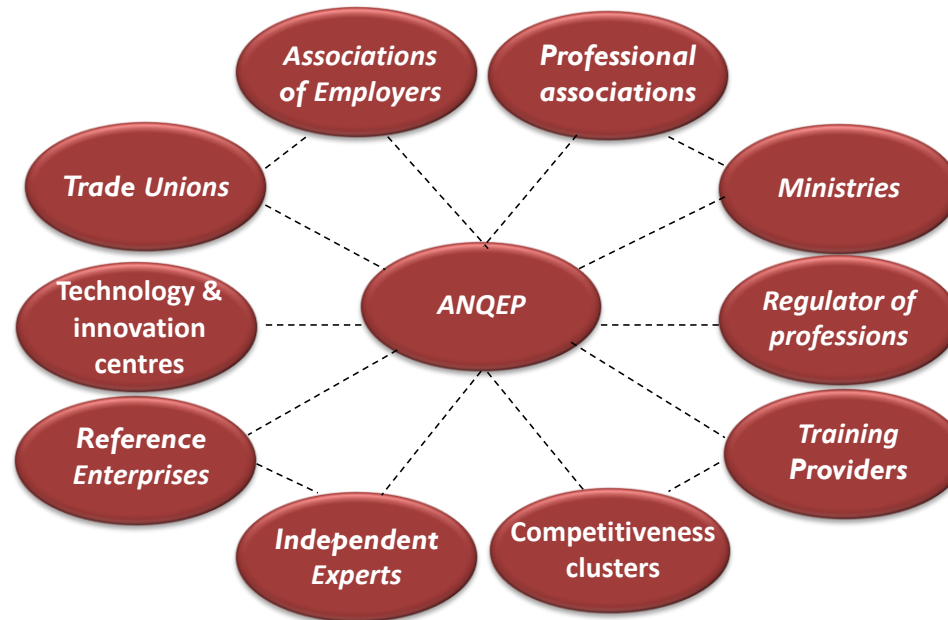 Associations
of Employers
Professional
associations
Trade Unions
Ministries
ANQEP
Technology &
innovation
centres
Regulator of
professions
Reference
Enterprises
Training
Providers
Independent
Experts
Competitiveness
clusters